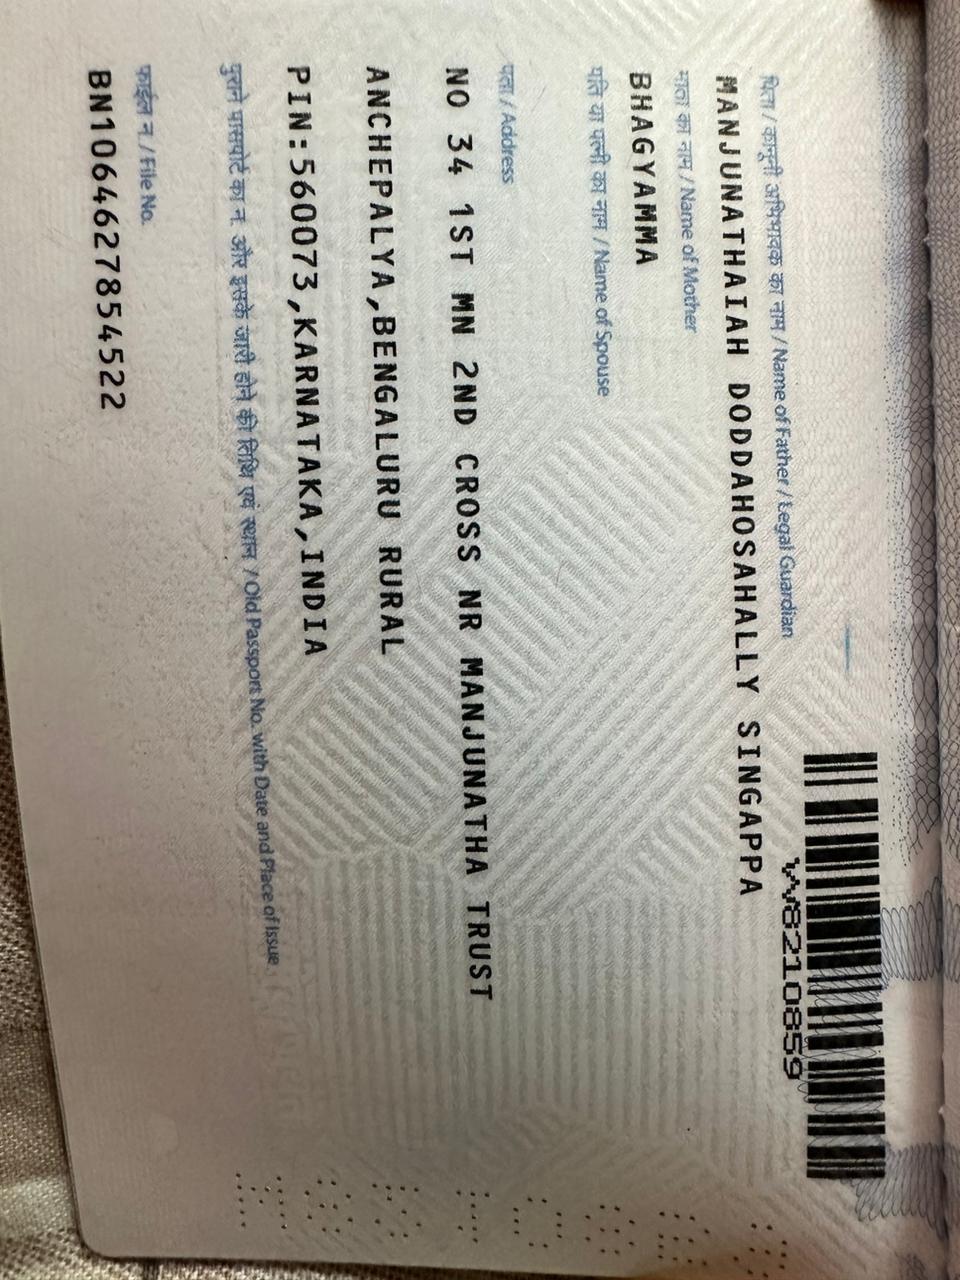 W8210859
पिता / कानूनी अभिभावक का नाम / Name of Father / Legal Guardian
MANJUNATHAIAH DODDAHOSAHALLY SINGAPPA
माता का नाम / Name of Mother
BHAGYAMMA
पति या पत्नी का नाम / Name of Spouse
पता / Address
NO 34 1ST MN 2ND CROSS NR MANJUNATHA TRUST
ANCHEPALYA,BENGALURU RURAL
PIN:560073,KARNATAKA,INDIA
पुराने पासपोर्ट का न. और इसके जारी होने की तिथि एवं स्थान / Old Passport No. with Date and Place of Issue
फाईल न. / File No.
BN1064627854522